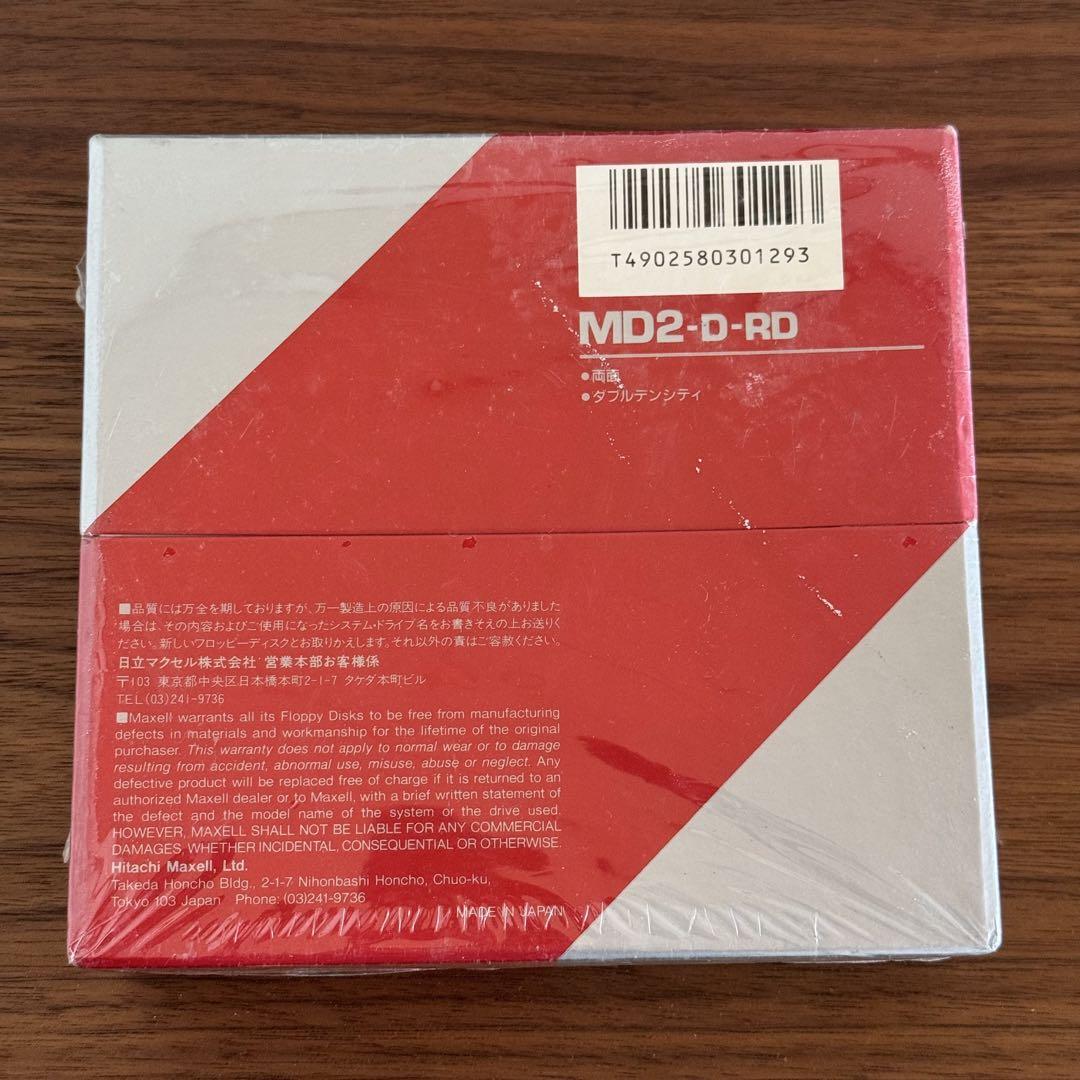 T4902580301293
MD2-D-RD
●両面
●ダブルデンシティ
■品質には万全を期しておりますが、万一製造上の原因による品質不良がありました
場合は、その内容およびご使用になったシステム・ドライブ名をお書きそえの上お送りく
ださい。新しいフロッピーディスクとお取りかえします。それ以外の責はご容赦ください。
日立マクセル株式会社 営業本部お客様係
〒103 東京都中央区日本橋本町2-1-7 タケダ本町ビル
TEL(03)241-9736
■Maxell warrants all its Floppy Disks to be free from manufacturing
defects in materials and workmanship for the lifetime of the original
purchaser. This warranty does not apply to normal wear or to damage
resulting from accident, abnormal use, misuse, abuse or neglect. Any
defective product will be replaced free of charge if it is returned to an
authorized Maxell dealer or to Maxell, with a brief written statement of
the defect and the model name of the system or the drive used.
HOWEVER, MAXELL SHALL NOT BE LIABLE FOR ANY COMMERCIAL
DAMAGES, WHETHER INCIDENTAL, CONSEQUENTIAL OR OTHERWISE.
Hitachi Maxell, Ltd.
Takeda Honcho Bldg., 2-1-7 Nihonbashi Honcho, Chuo-ku,
Tokyo 103 Japan Phone: (03)241-9736
MADE IN JAPAN